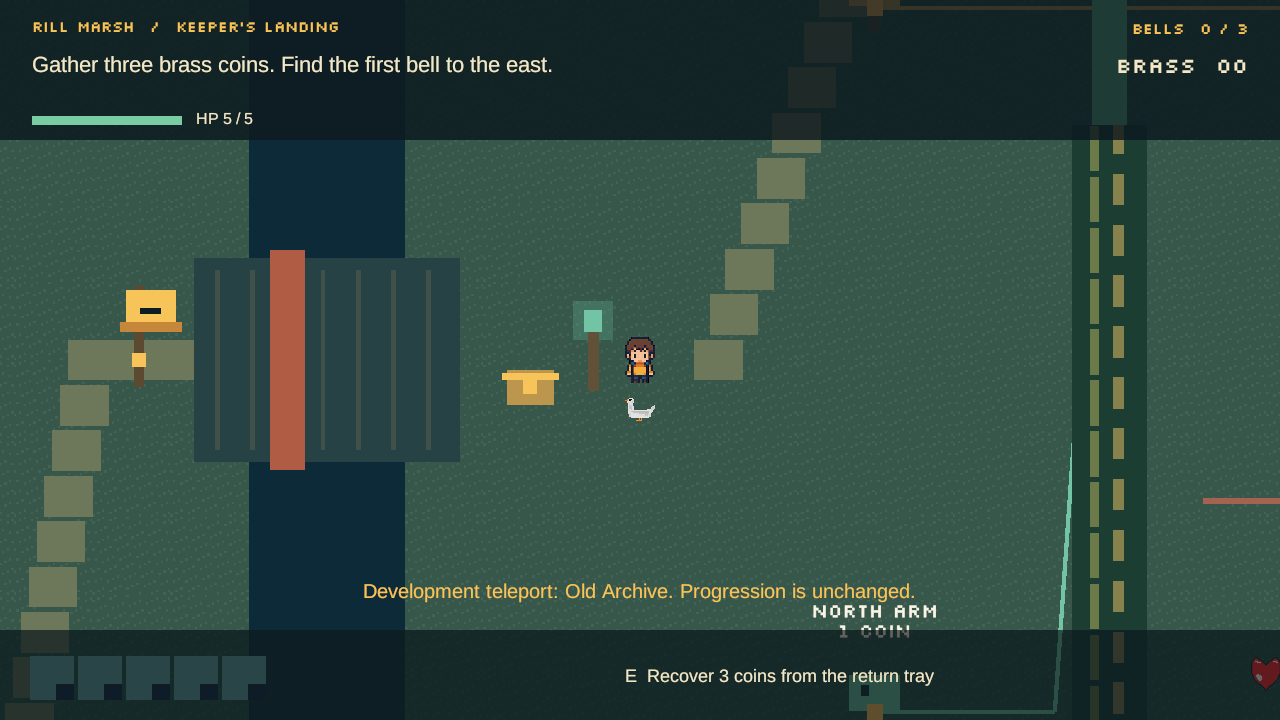 RILL MARSH / KEEPER'S LANDING
BELLS 0 / 3
Gather three brass coins. Find the first bell to the east.
BRASS 00
HP 5 / 5
Development teleport: Old Archive. Progression is unchanged.
NORTH ARM
1 COIN
E Recover 3 coins from the return tray